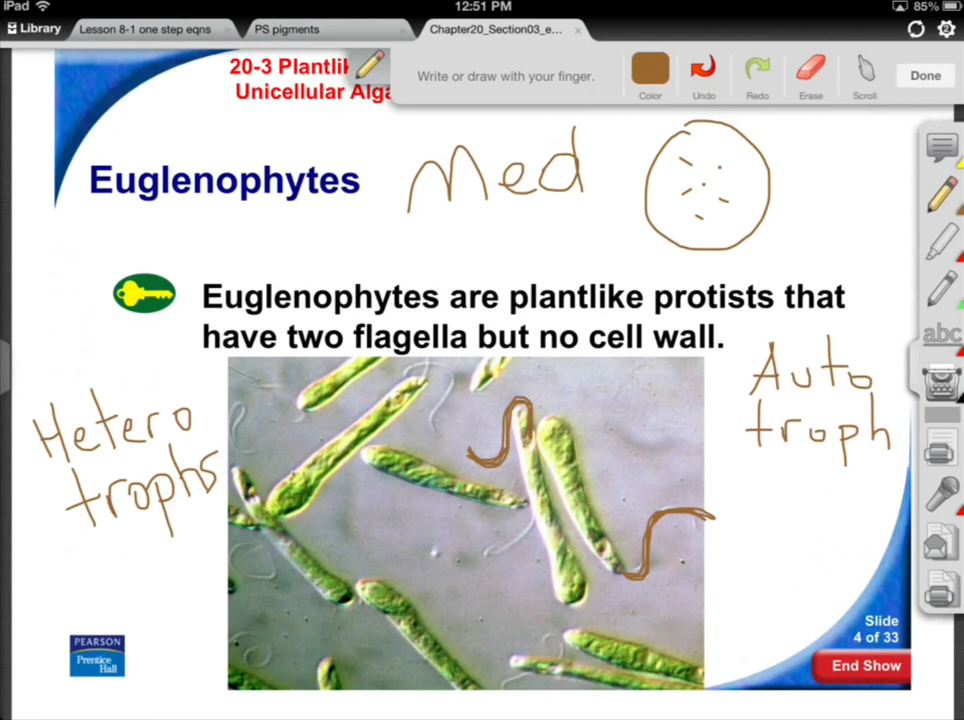 iPad
12:51 PM
85%
Library
Lesson 8-1 one step eqns
PS pigments
Chapter20_Section03_e...
2
20-3 Plantlik
Unicellular Alga
Write or draw with your finger.
Color
Undo
Redo
Erase
Scroll
Done
Euglenophytes
Med
Euglenophytes are plantlike protists that
have two flagella but no cell wall.
abc
Auto
troph
Hetero
trophs
PEARSON
Prentice
Hall
Slide
4 of 33
End Show